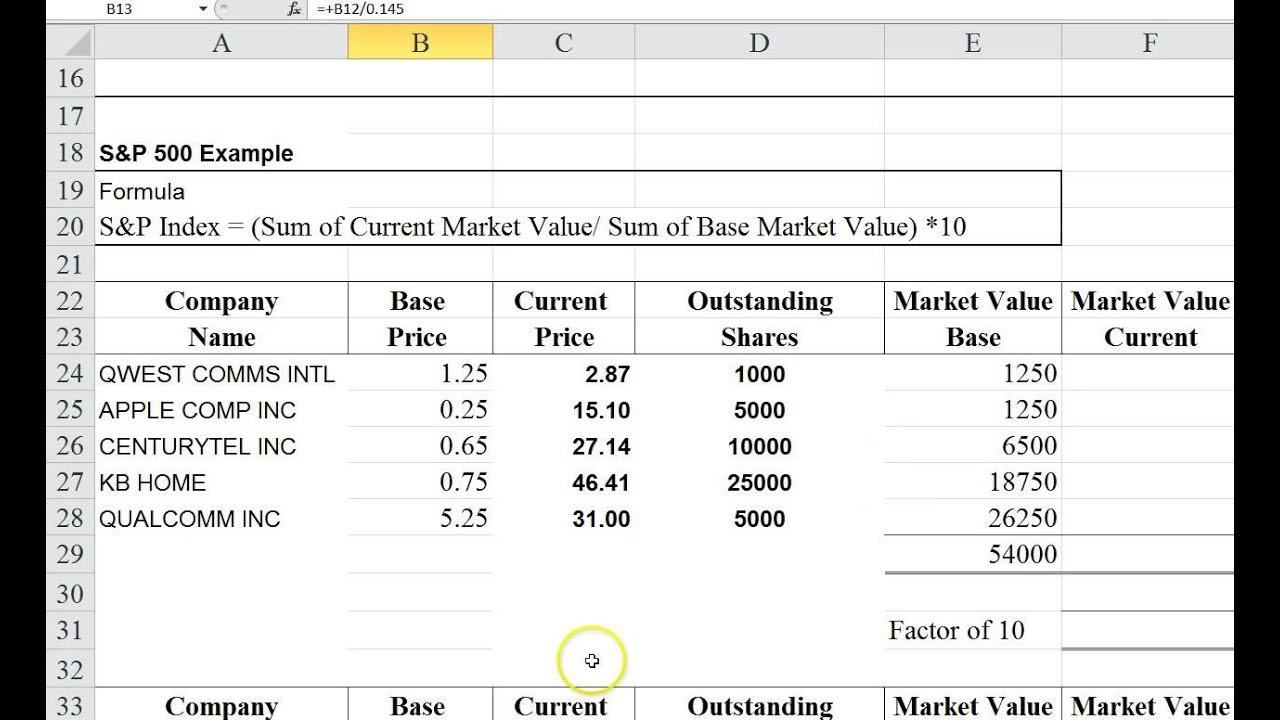 B13 fx =+B12/0.145
A B C D E F
16
17
18 S&P 500 Example
19 Formula
20 S&P Index = (Sum of Current Market Value/ Sum of Base Market Value) *10
21
22 Company Base Current Outstanding Market Value Market Value
23 Name Price Price Shares Base Current
24 QWEST COMMS INTL 1.25 2.87 1000 1250
25 APPLE COMP INC 0.25 15.10 5000 1250
26 CENTURYTEL INC 0.65 27.14 10000 6500
27 KB HOME 0.75 46.41 25000 18750
28 QUALCOMM INC 5.25 31.00 5000 26250
29 54000
30
31 Factor of 10
32
33 Company Base Current Outstanding Market Value Market Value